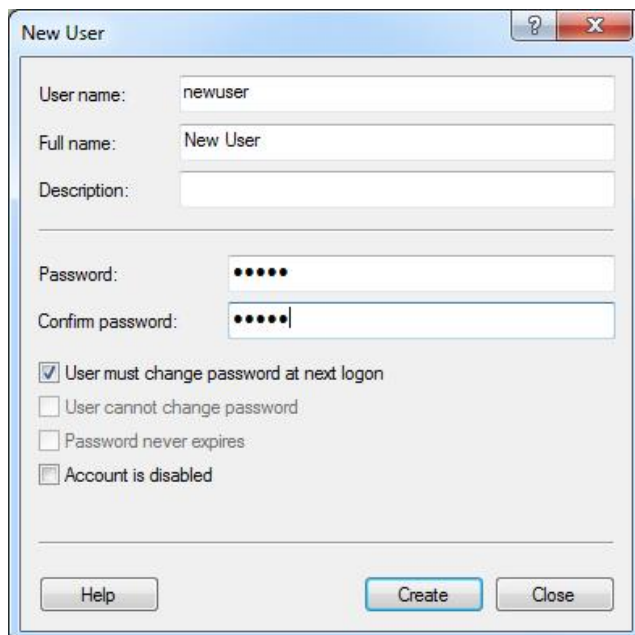 New User
User name: newuser
Full name: New User
Description:
Password: •••••
Confirm password: •••••
User must change password at next logon
User cannot change password
Password never expires
Account is disabled
Help Create Close